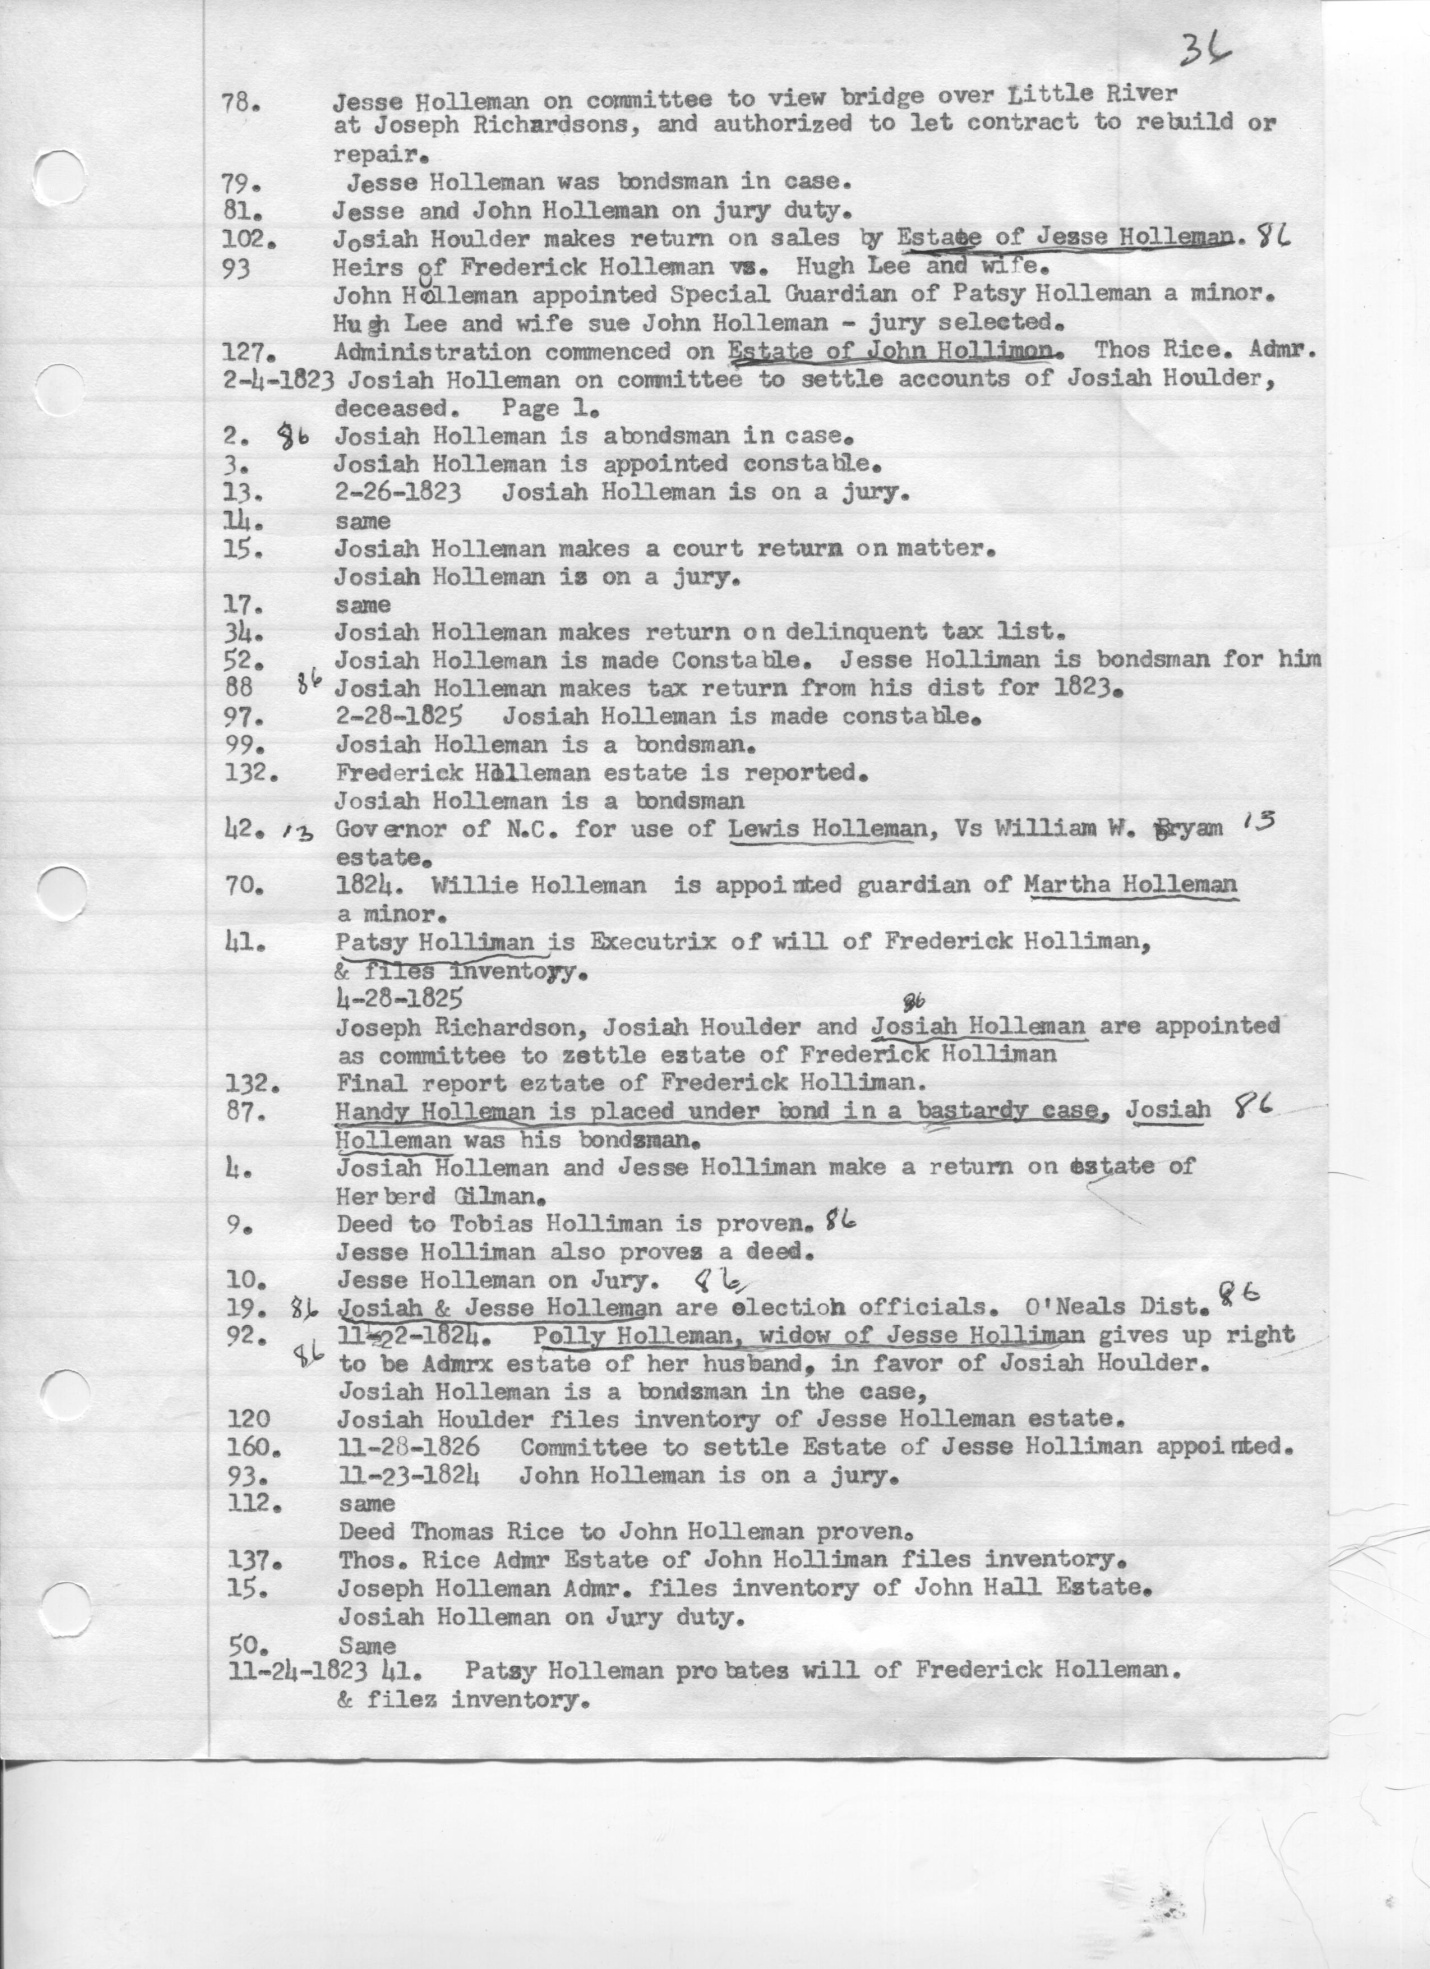 36
78. Jesse Holleman on committee to view bridge over Little River
at Joseph Richardsons, and authorized to let contract to rebuild or
repair.
79. Jesse Holleman was bondsman in case.
81. Jesse and John Holleman on jury duty.
102. Josiah Houlder makes return on sales by Estate of Jesse Holleman. 86
93 Heirs of Frederick Holleman vs. Hugh Lee and wife.
John Holleman appointed Special Guardian of Patsy Holleman a minor.
Hugh Lee and wife sue John Holleman - jury selected.
127. Administration commenced on Estate of John Hollimon. Thos Rice. Admr.
2-4-1823 Josiah Holleman on committee to settle accounts of Josiah Houlder,
deceased. Page 1.
2. 86 Josiah Holleman is abondsman in case.
3. Josiah Holleman is appointed constable.
13. 2-26-1823 Josiah Holleman is on a jury.
14. same
15. Josiah Holleman makes a court return on matter.
Josiah Holleman is on a jury.
17. same
34. Josiah Holleman makes return on delinquent tax list.
52. Josiah Holleman is made Constable. Jesse Holliman is bondsman for him
88 86 Josiah Holleman makes tax return from his dist for 1823.
97. 2-28-1825 Josiah Holleman is made constable.
99. Josiah Holleman is a bondsman.
132. Frederick Holleman estate is reported.
Josiah Holleman is a bondsman
42. 13 Governor of N.C. for use of Lewis Holleman, Vs William W. Bryam 13
estate.
70. 1824. Willie Holleman is appointed guardian of Martha Holleman
a minor.
41. Patsy Holliman is Executrix of will of Frederick Holliman,
& files inventory.
4-28-1825
86
Joseph Richardson, Josiah Houlder and Josiah Holleman are appointed
as committee to zettle estate of Frederick Holliman
132. Final report eztate of Frederick Holliman.
87. Handy Holleman is placed under bond in a bastardy case, Josiah 86
Holleman was his bondsman.
4. Josiah Holleman and Jesse Holliman make a return on estate of
Herberd Gilman.
9. Deed to Tobias Holliman is proven. 86
Jesse Holliman also proves a deed.
10. Jesse Holleman on Jury. 86
19. 86 Josiah & Jesse Holleman are election officials. O'Neals Dist. 86
92. 11-22-1824. Polly Holleman, widow of Jesse Holliman gives up right
86 to be Admrx estate of her husband, in favor of Josiah Houlder.
Josiah Holleman is a bondsman in the case,
120 Josiah Houlder files inventory of Jesse Holleman estate.
160. 11-28-1826 Committee to settle Estate of Jesse Holliman appointed.
93. 11-23-1824 John Holleman is on a jury.
112. same
Deed Thomas Rice to John Holleman proven.
137. Thos. Rice Admr Estate of John Holliman files inventory.
15. Joseph Holleman Admr. files inventory of John Hall Estate.
Josiah Holleman on Jury duty.
50. Same
11-24-1823 41. Patsy Holleman probates will of Frederick Holleman.
& filez inventory.